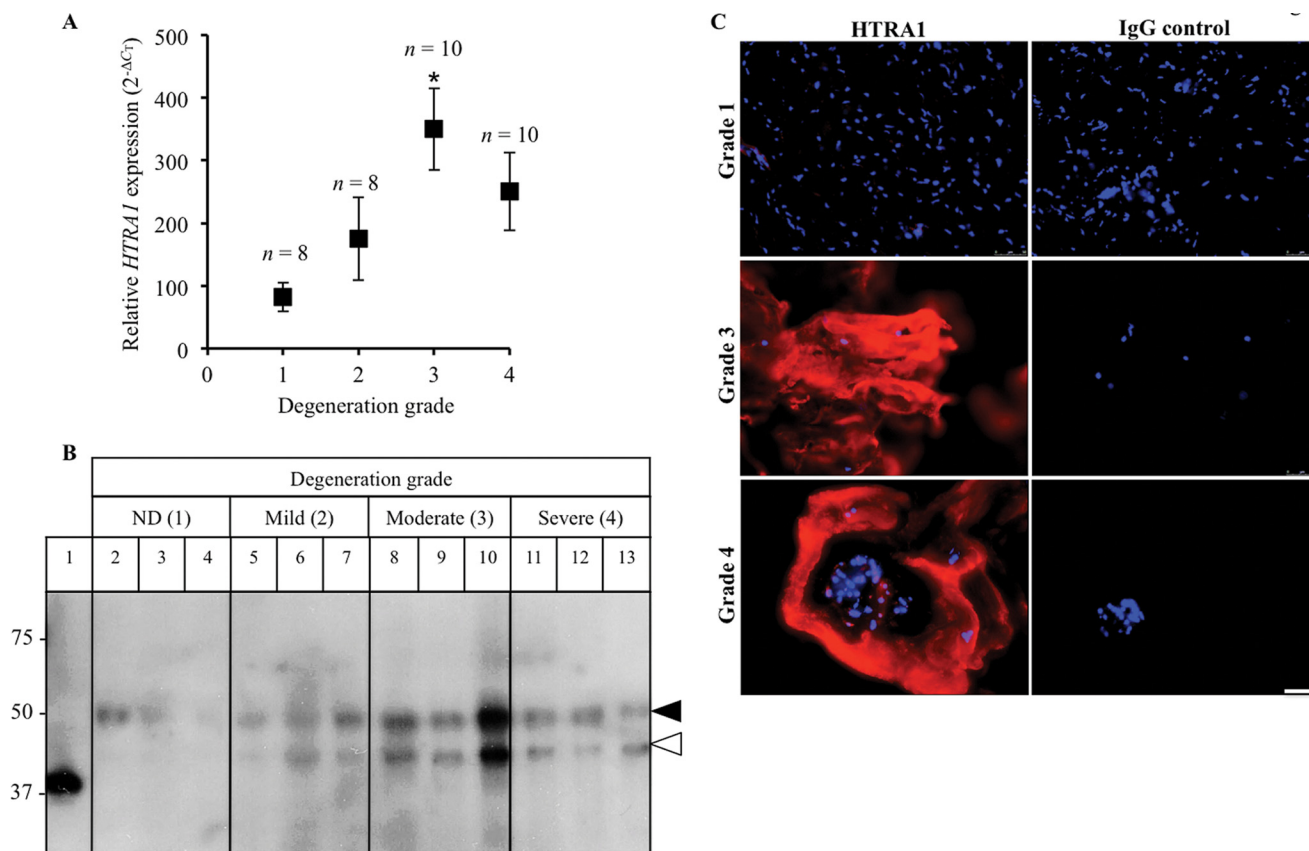 A
Relative HTRA1 expression (2-ΔCT)
500
400
300
200
100
0
n = 8
n = 8
n = 10
*
n = 10
0 1 2 3 4
Degeneration grade
B
Degeneration grade
ND (1) Mild (2) Moderate (3) Severe (4)
1 2 3 4 5 6 7 8 9 10 11 12 13
75
50
37
C
HTRA1 IgG control
Grade 1
Grade 3
Grade 4